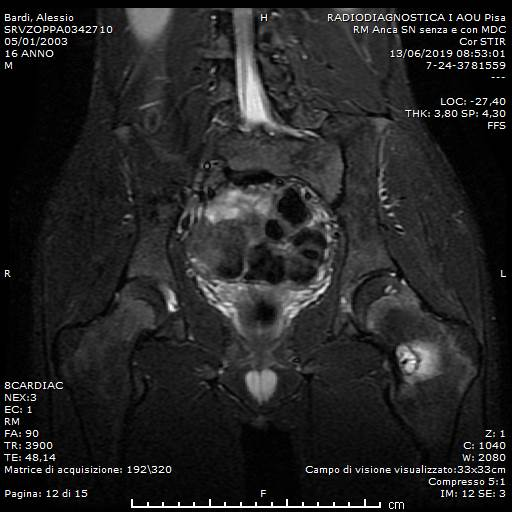 Bardi, Alessio
SRVZOPPA0342710
05/01/2003
16 ANNO
M
H
RADIODIAGNOSTICA I AOU Pisa
RM Anca SN senza e con MDC
Cor STIR
13/06/2019 08:53:01
7-24-3781559
---
LOC: -27,40
THK: 3,80 SP: 4,30
FFS
R
L
8CARDIAC
NEX:3
EC: 1
RM
FA: 90
TR: 3900
TE: 48,14
Matrice di acquisizione: 192\320
Pagina: 12 di 15
F
Z: 1
C: 1040
W: 2080
Campo di visione visualizzato:33x33cm
Compresso 5:1
IM: 12 SE: 3
cm